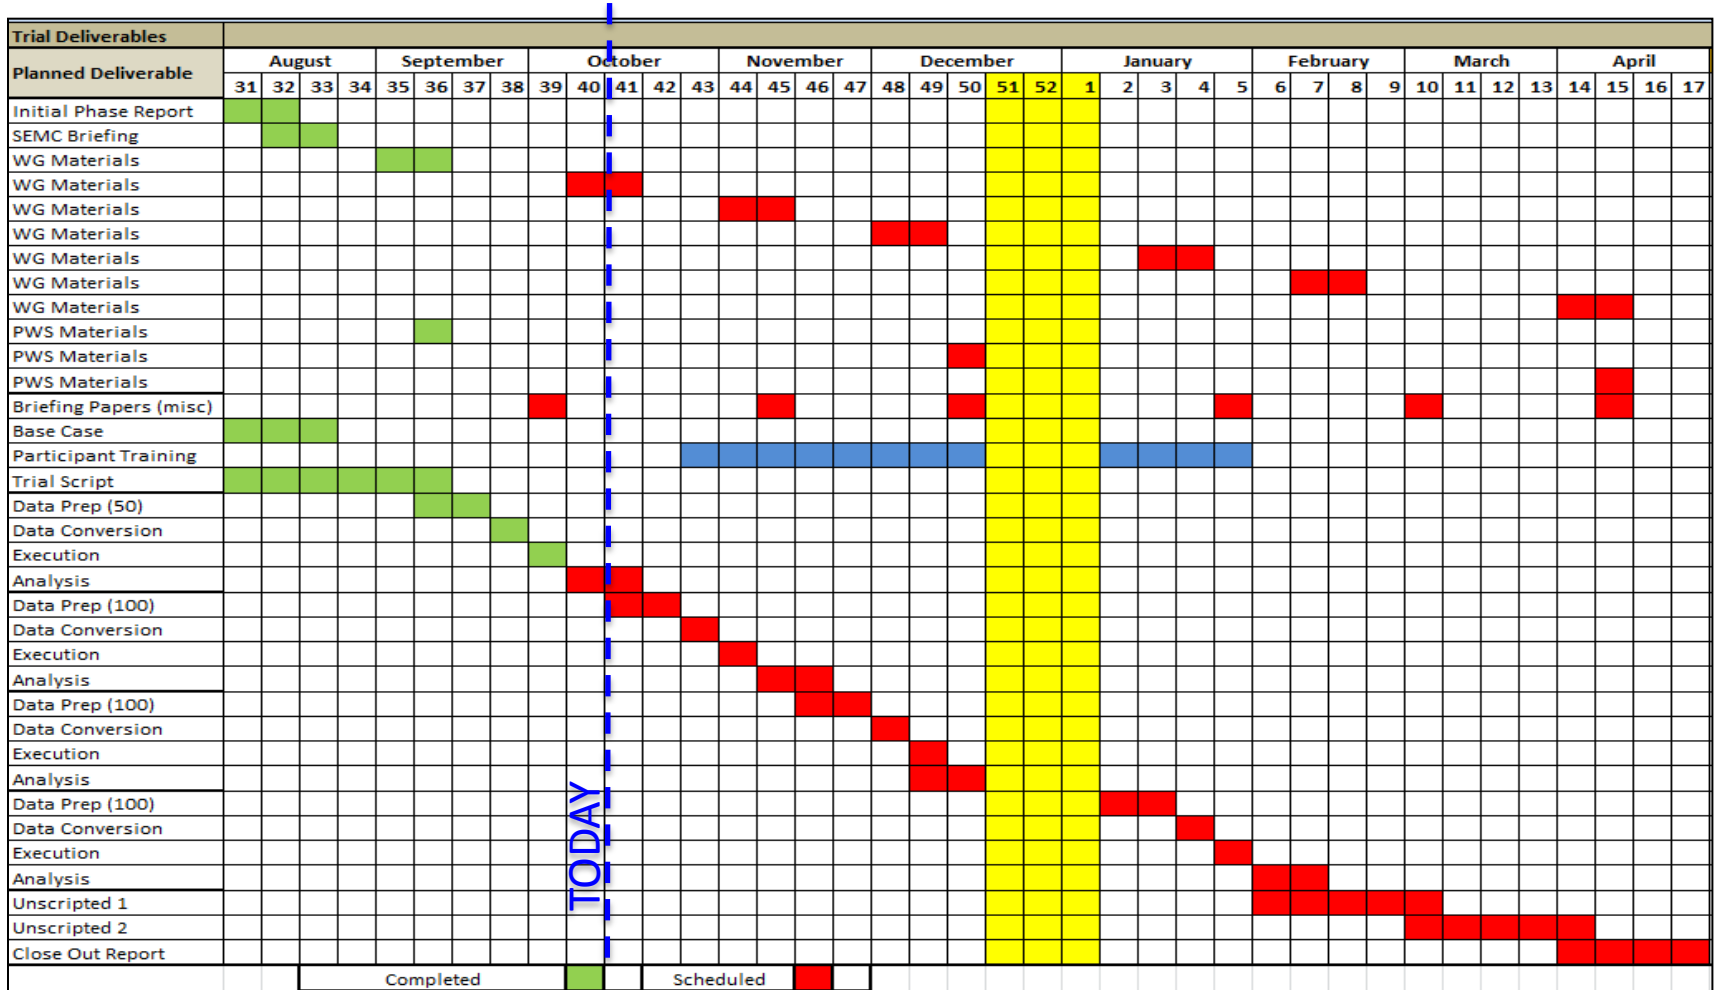 Trial Deliverables
Planned Deliverable
August September October November December January February March April
31 32 33 34 35 36 37 38 39 40 41 42 43 44 45 46 47 48 49 50 51 52 1 2 3 4 5 6 7 8 9 10 11 12 13 14 15 16 17
Initial Phase Report
SEMC Briefing
WG Materials
WG Materials
WG Materials
WG Materials
WG Materials
WG Materials
WG Materials
PWS Materials
PWS Materials
PWS Materials
Briefing Papers (misc)
Base Case
Participant Training
Trial Script
Data Prep (50)
Data Conversion
Execution
Analysis
Data Prep (100)
Data Conversion
Execution
Analysis
Data Prep (100)
Data Conversion
Execution
Analysis
Data Prep (100)
Data Conversion
Execution
Analysis
Unscripted 1
Unscripted 2
Close Out Report
TODAY
Completed Scheduled